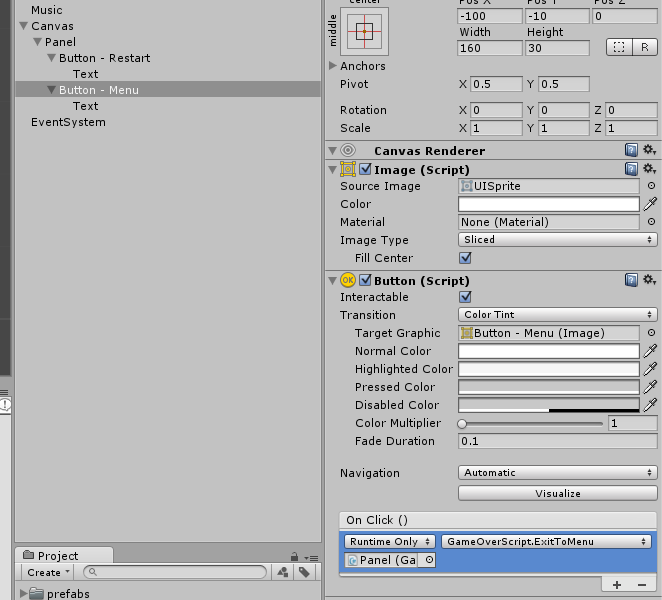 Music
Canvas
Panel
Button - Restart
Text
Button - Menu
Text
EventSystem
Project
Create
prefabs
center
middle
Pos X Pos Y Pos Z
-100 -10 0
Width Height
160 30 R
Anchors
Pivot X 0.5 Y 0.5
Rotation X 0 Y 0 Z 0
Scale X 1 Y 1 Z 1
Canvas Renderer
Image (Script)
Source Image UISprite
Color
Material None (Material)
Image Type Sliced
Fill Center
OK Button (Script)
Interactable
Transition Color Tint
Target Graphic Button - Menu (Image)
Normal Color
Highlighted Color
Pressed Color
Disabled Color
Color Multiplier 1
Fade Duration 0.1
Navigation Automatic
Visualize
On Click ()
Runtime Only GameOverScript.ExitToMenu
Panel (Ga
+ −